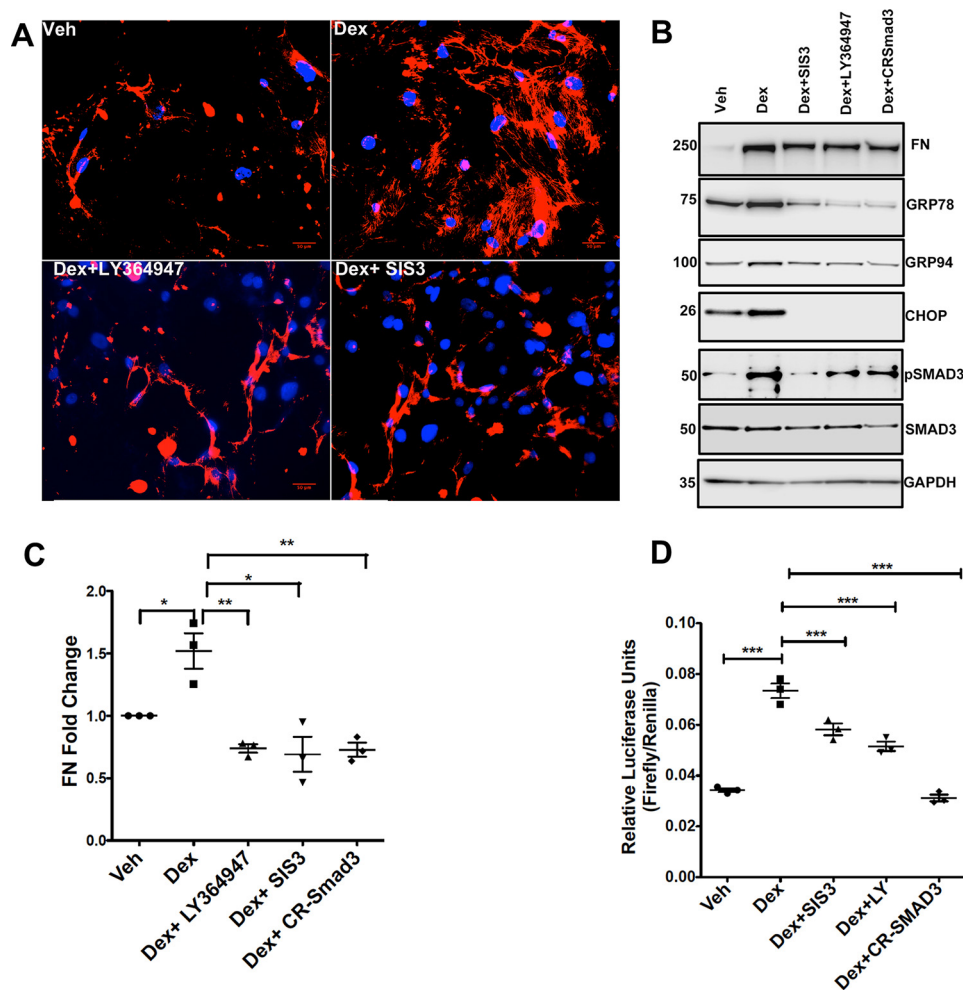 A
Veh
Dex
Dex+LY364947
Dex+ SIS3
10 µm
B
Veh
Dex
Dex+SIS3
Dex+LY364947
Dex+CRSmad3
250
FN
75
GRP78
100
GRP94
26
CHOP
50
pSMAD3
50
SMAD3
35
GAPDH
C
FN Fold Change
2.0
1.5
1.0
0.5
0.0
*
**
*
**
Veh
Dex
Dex+ LY364947
Dex+ SIS3
Dex+ CR-Smad3
D
Relative Luciferase Units
(Firefly/Renilla)
0.10
0.08
0.06
0.04
0.02
0.00
***
***
***
***
Veh
Dex
Dex+SIS3
Dex+LY
Dex+CR-SMAD3